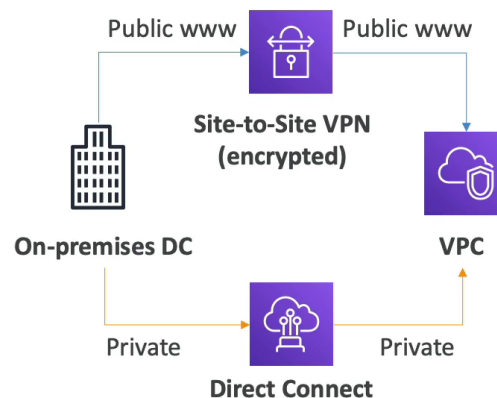 Public www
Public www
Site-to-Site VPN
(encrypted)
On-premises DC
VPC
Private
Private
Direct Connect